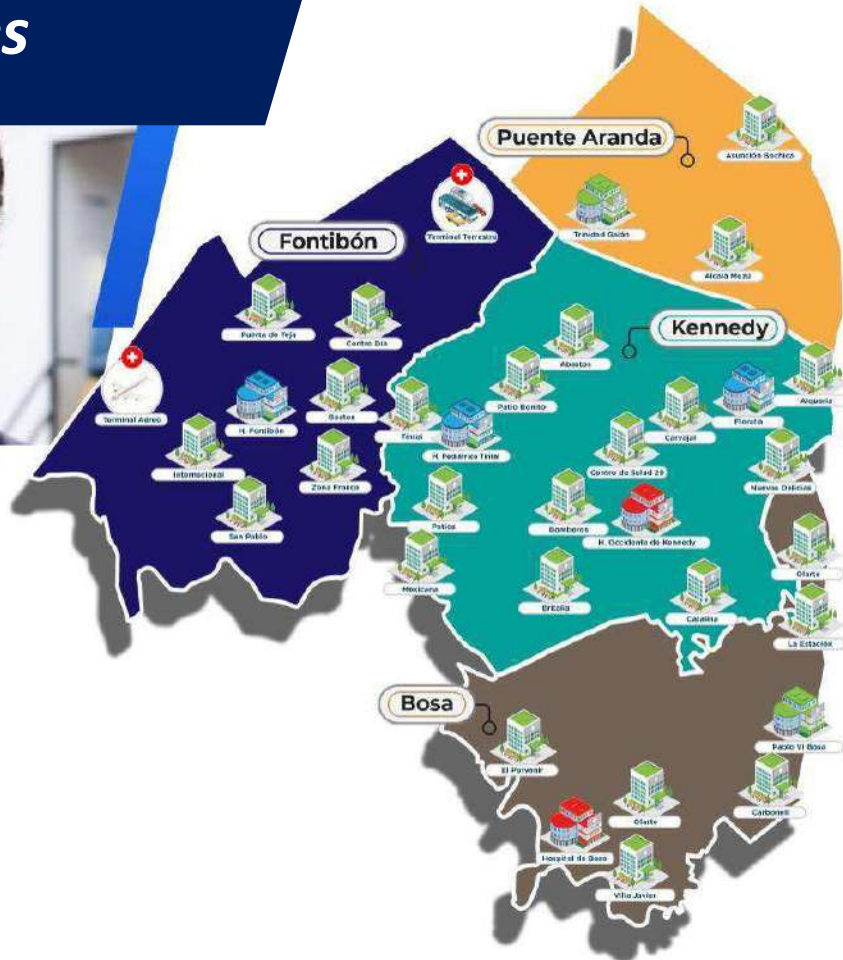 Puente Aranda
Asunción Bochica
Trinidad Galán
Alcalá Muzú
Fontibón
Terminal Terrestre
Puerta de Teja
Centro Día
Terminal Aéreo
H. Fontibón
Internacional
Zona Franca
San Pablo
Kennedy
Abastos
Patio Bonito
Tintal
H. Pediátrico Tintal
Carvajal
Floralia
Alquería
Centro de Salud 29
Nuevas Delicias
Patios
Bomberos
H. Occidente de Kennedy
Mexicana
Britalia
Catalina
Olarte
La Estación
Bosa
El Porvenir
Pablo VI Bosa
Carbonell
Olarte
Hospital de Bosa
Villa Javier